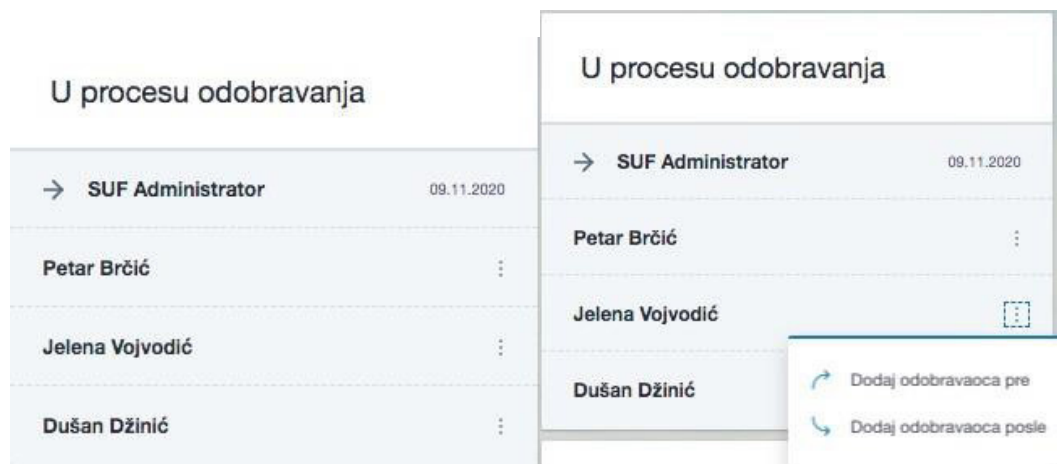 U procesu odobravanja
SUF Administrator 09.11.2020
Petar Brčić
Jelena Vojvodić
Dušan Džinić
U procesu odobravanja
SUF Administrator 09.11.2020
Petar Brčić
Jelena Vojvodić
Dušan Džinić
Dodaj odobravaoca pre
Dodaj odobravaoca posle